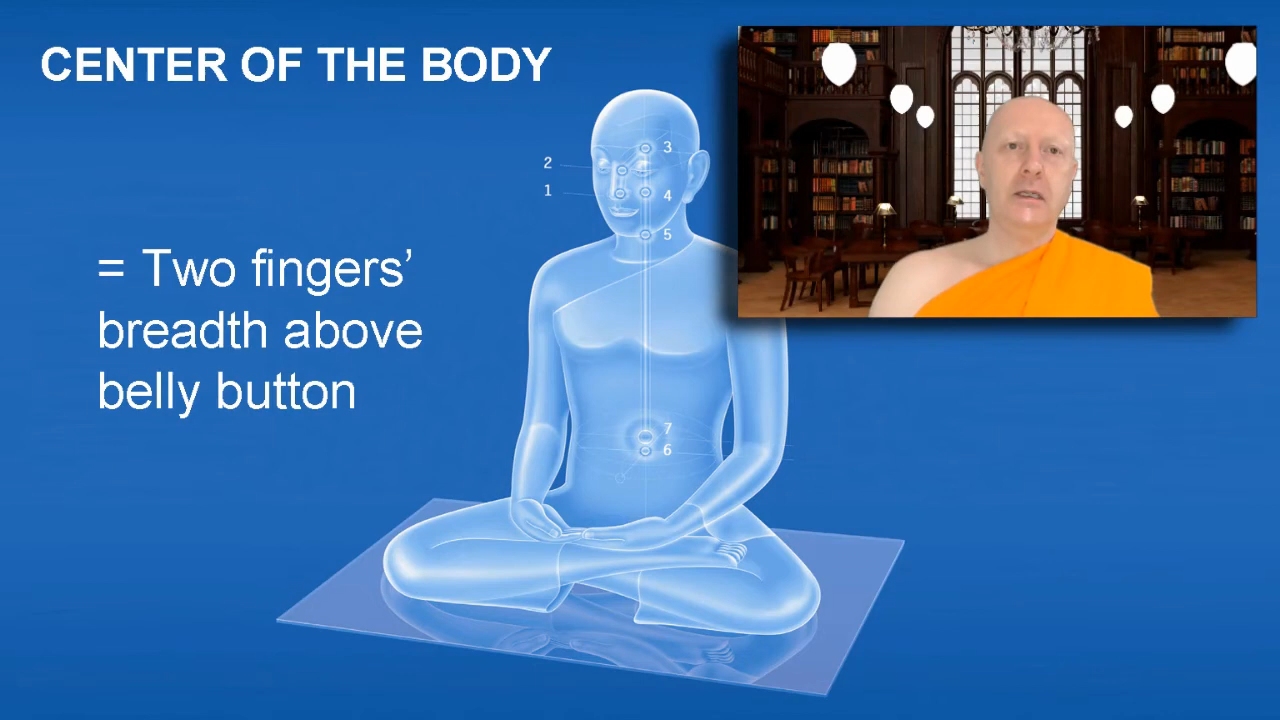 CENTER OF THE BODY
= Two fingers’
breadth above
belly button
3
2
1
4
5
7
6